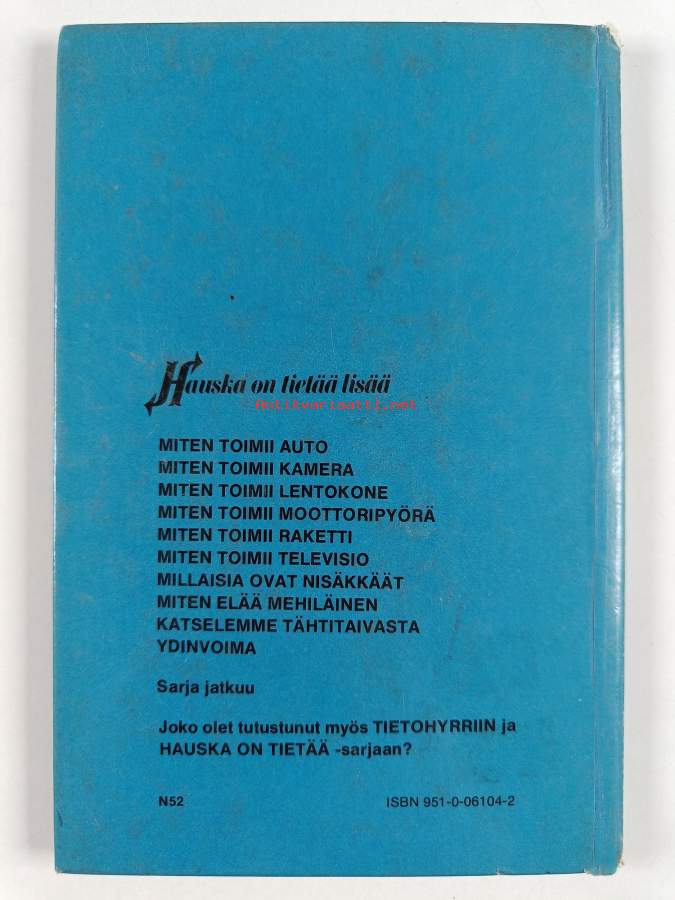 Hauska on tietää lisää
Antikvariaatti.net
MITEN TOIMII AUTO
MITEN TOIMII KAMERA
MITEN TOIMII LENTOKONE
MITEN TOIMII MOOTTORIPYÖRÄ
MITEN TOIMII RAKETTI
MITEN TOIMII TELEVISIO
MILLAISIA OVAT NISÄKKÄÄT
MITEN ELÄÄ MEHILÄINEN
KATSELEMME TÄHTITAIVASTA
YDINVOIMA
Sarja jatkuu
Joko olet tutustunut myös TIETOHYRRIIN ja
HAUSKA ON TIETÄÄ -sarjaan?
N52 ISBN 951-0-06104-2